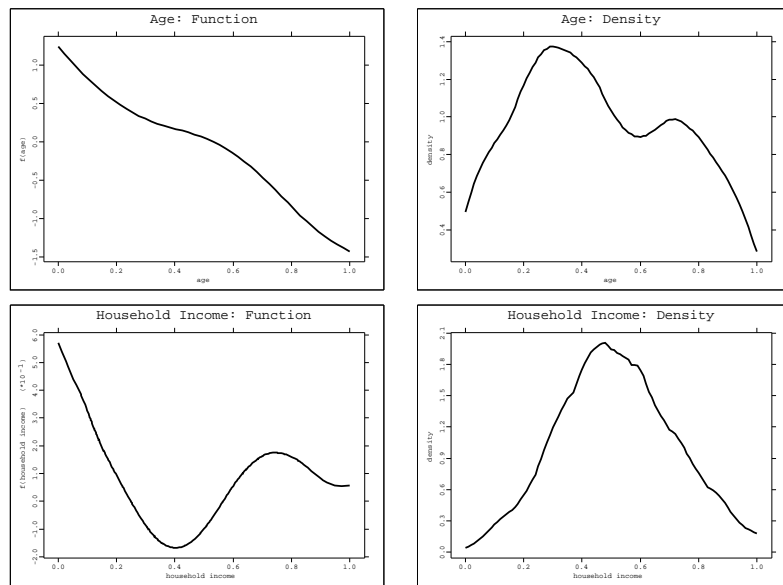 Age: Function
f(age)
1.0
0.5
0.0
-0.5
-1.0
-1.5
0.0 0.2 0.4 0.6 0.8 1.0
age
Age: Density
density
1.4
1.2
1.0
0.8
0.6
0.4
0.0 0.2 0.4 0.6 0.8 1.0
age
Household Income: Function
f(household income) (*10⁻¹)
6.0
5.0
4.0
3.0
2.0
1.0
0.0
-1.0
-2.0
0.0 0.2 0.4 0.6 0.8 1.0
household income
Household Income: Density
density
2.1
1.8
1.5
1.2
0.9
0.6
0.3
0.0
0.0 0.2 0.4 0.6 0.8 1.0
household income